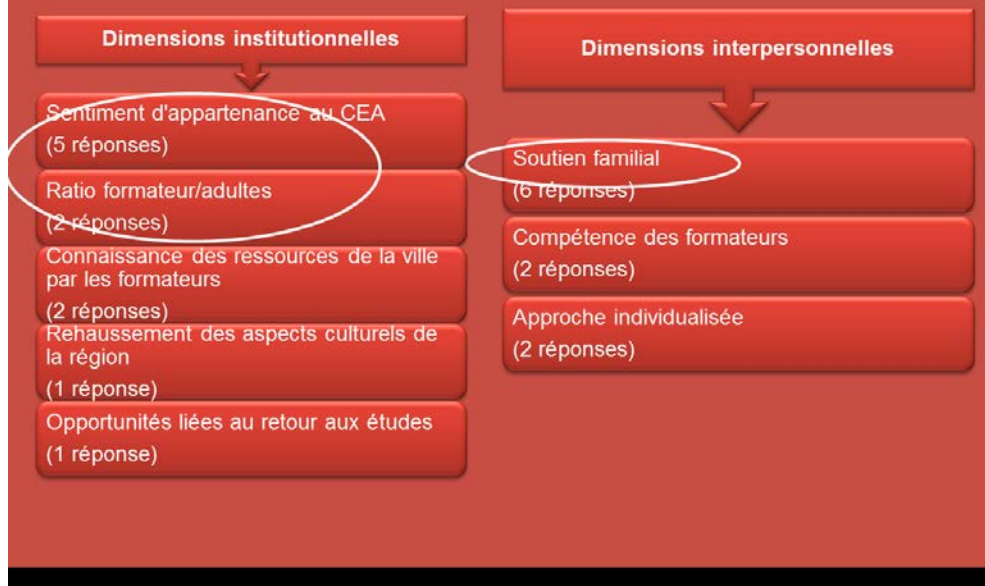 Dimensions institutionnelles
Sentiment d'appartenance au CEA
(5 réponses)
Ratio formateur/adultes
(2 réponses)
Connaissance des ressources de la ville
par les formateurs
(2 réponses)
Rehaussement des aspects culturels de
la région
(1 réponse)
Opportunités liées au retour aux études
(1 réponse)
Dimensions interpersonnelles
Soutien familial
(6 réponses)
Compétence des formateurs
(2 réponses)
Approche individualisée
(2 réponses)